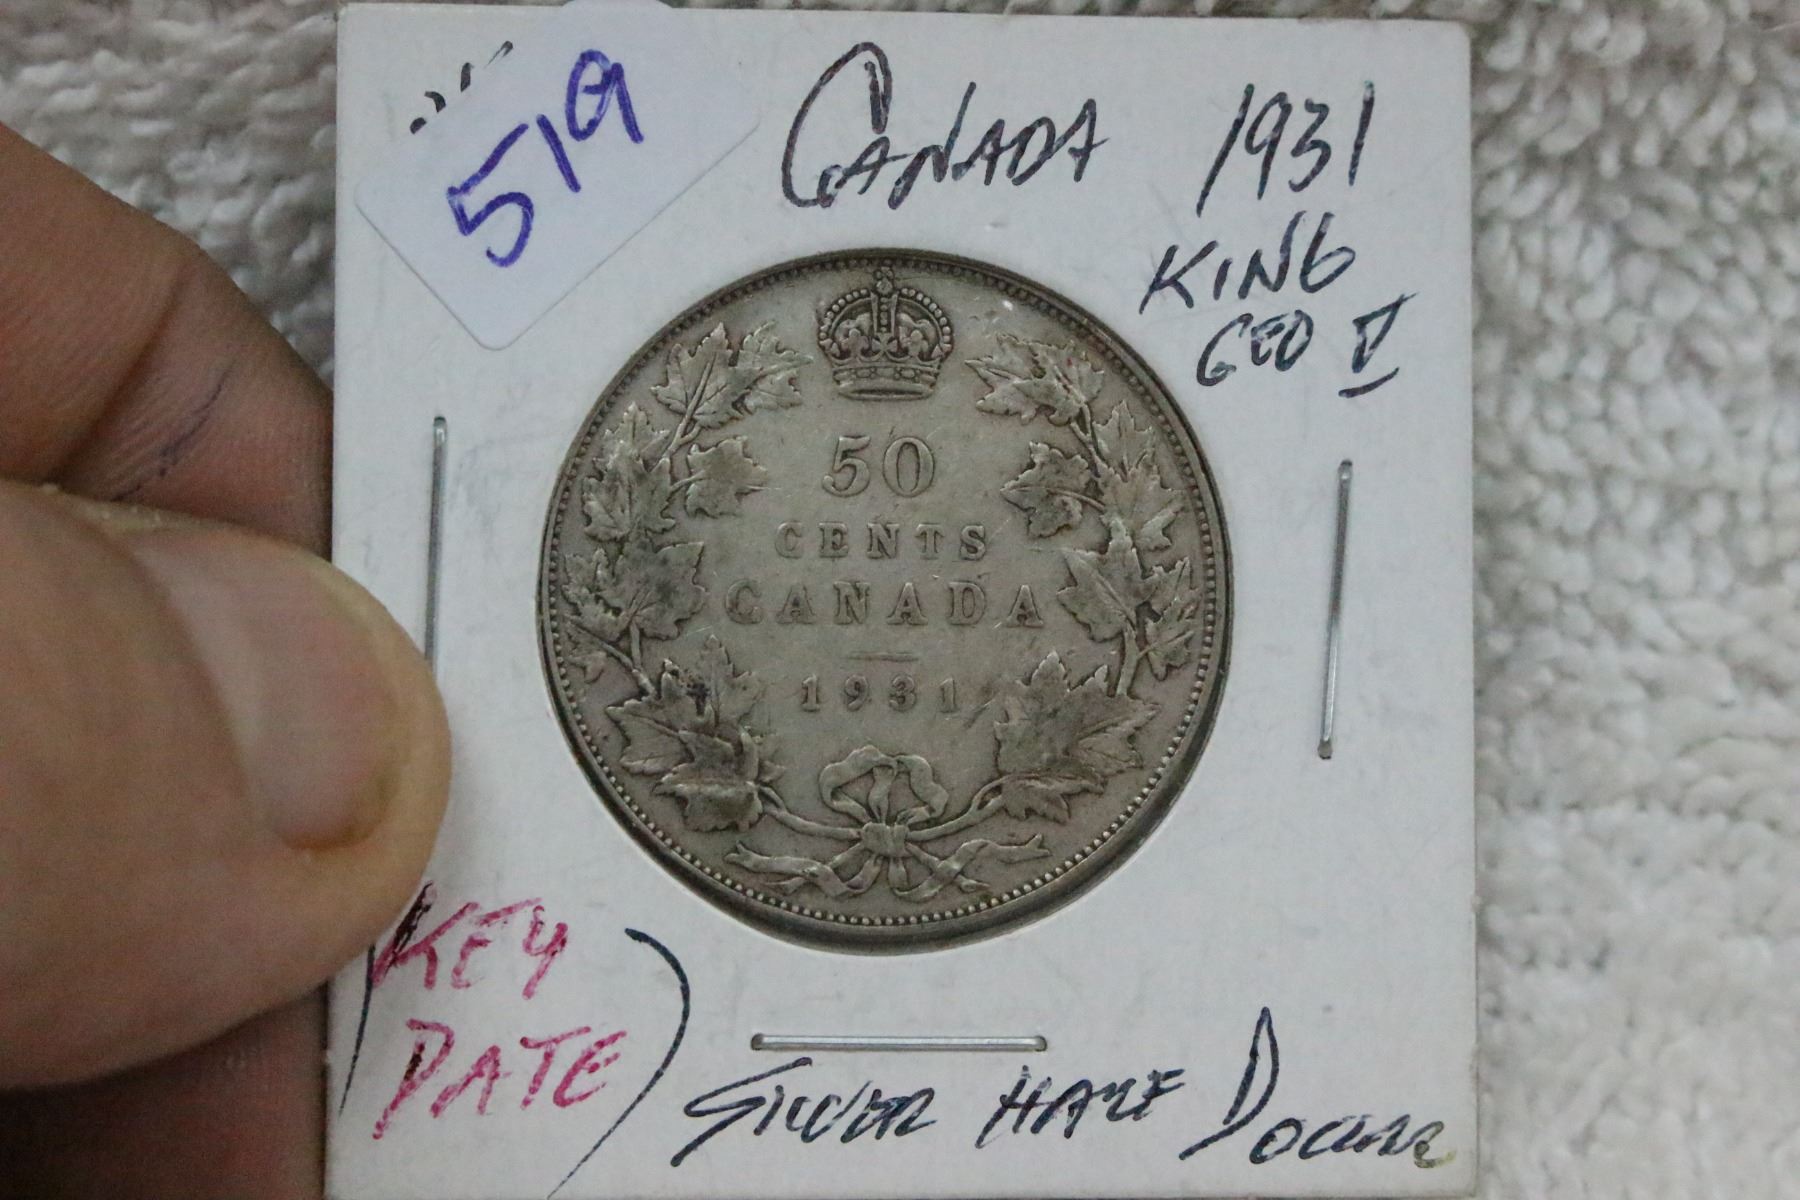 519
CANADA 1931
KING
GEO V
50
CENTS
CANADA
1931
(KEY
DATE)
SILVER HALF DOLLAR